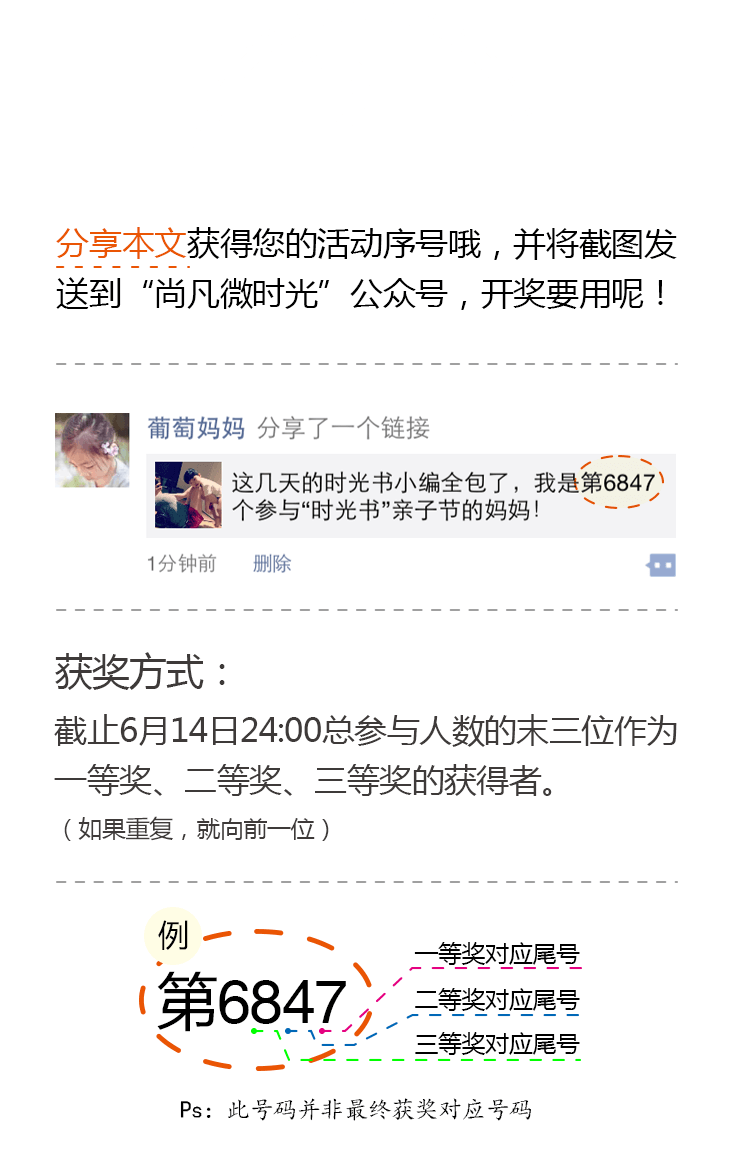 分享本文获得您的活动序号哦，并将截图发
送到“尚凡微时光”公众号，开奖要用呢！
葡萄妈妈 分享了一个链接
这几天的时光书小编全包了，我是第6847
个参与“时光书”亲子节的妈妈！
1分钟前 删除
获奖方式：
截止6月14日24:00总参与人数的末三位作为
一等奖、二等奖、三等奖的获得者。
（如果重复，就向前一位）
例
第6847
一等奖对应尾号
二等奖对应尾号
三等奖对应尾号
Ps：此号码并非最终获奖对应号码